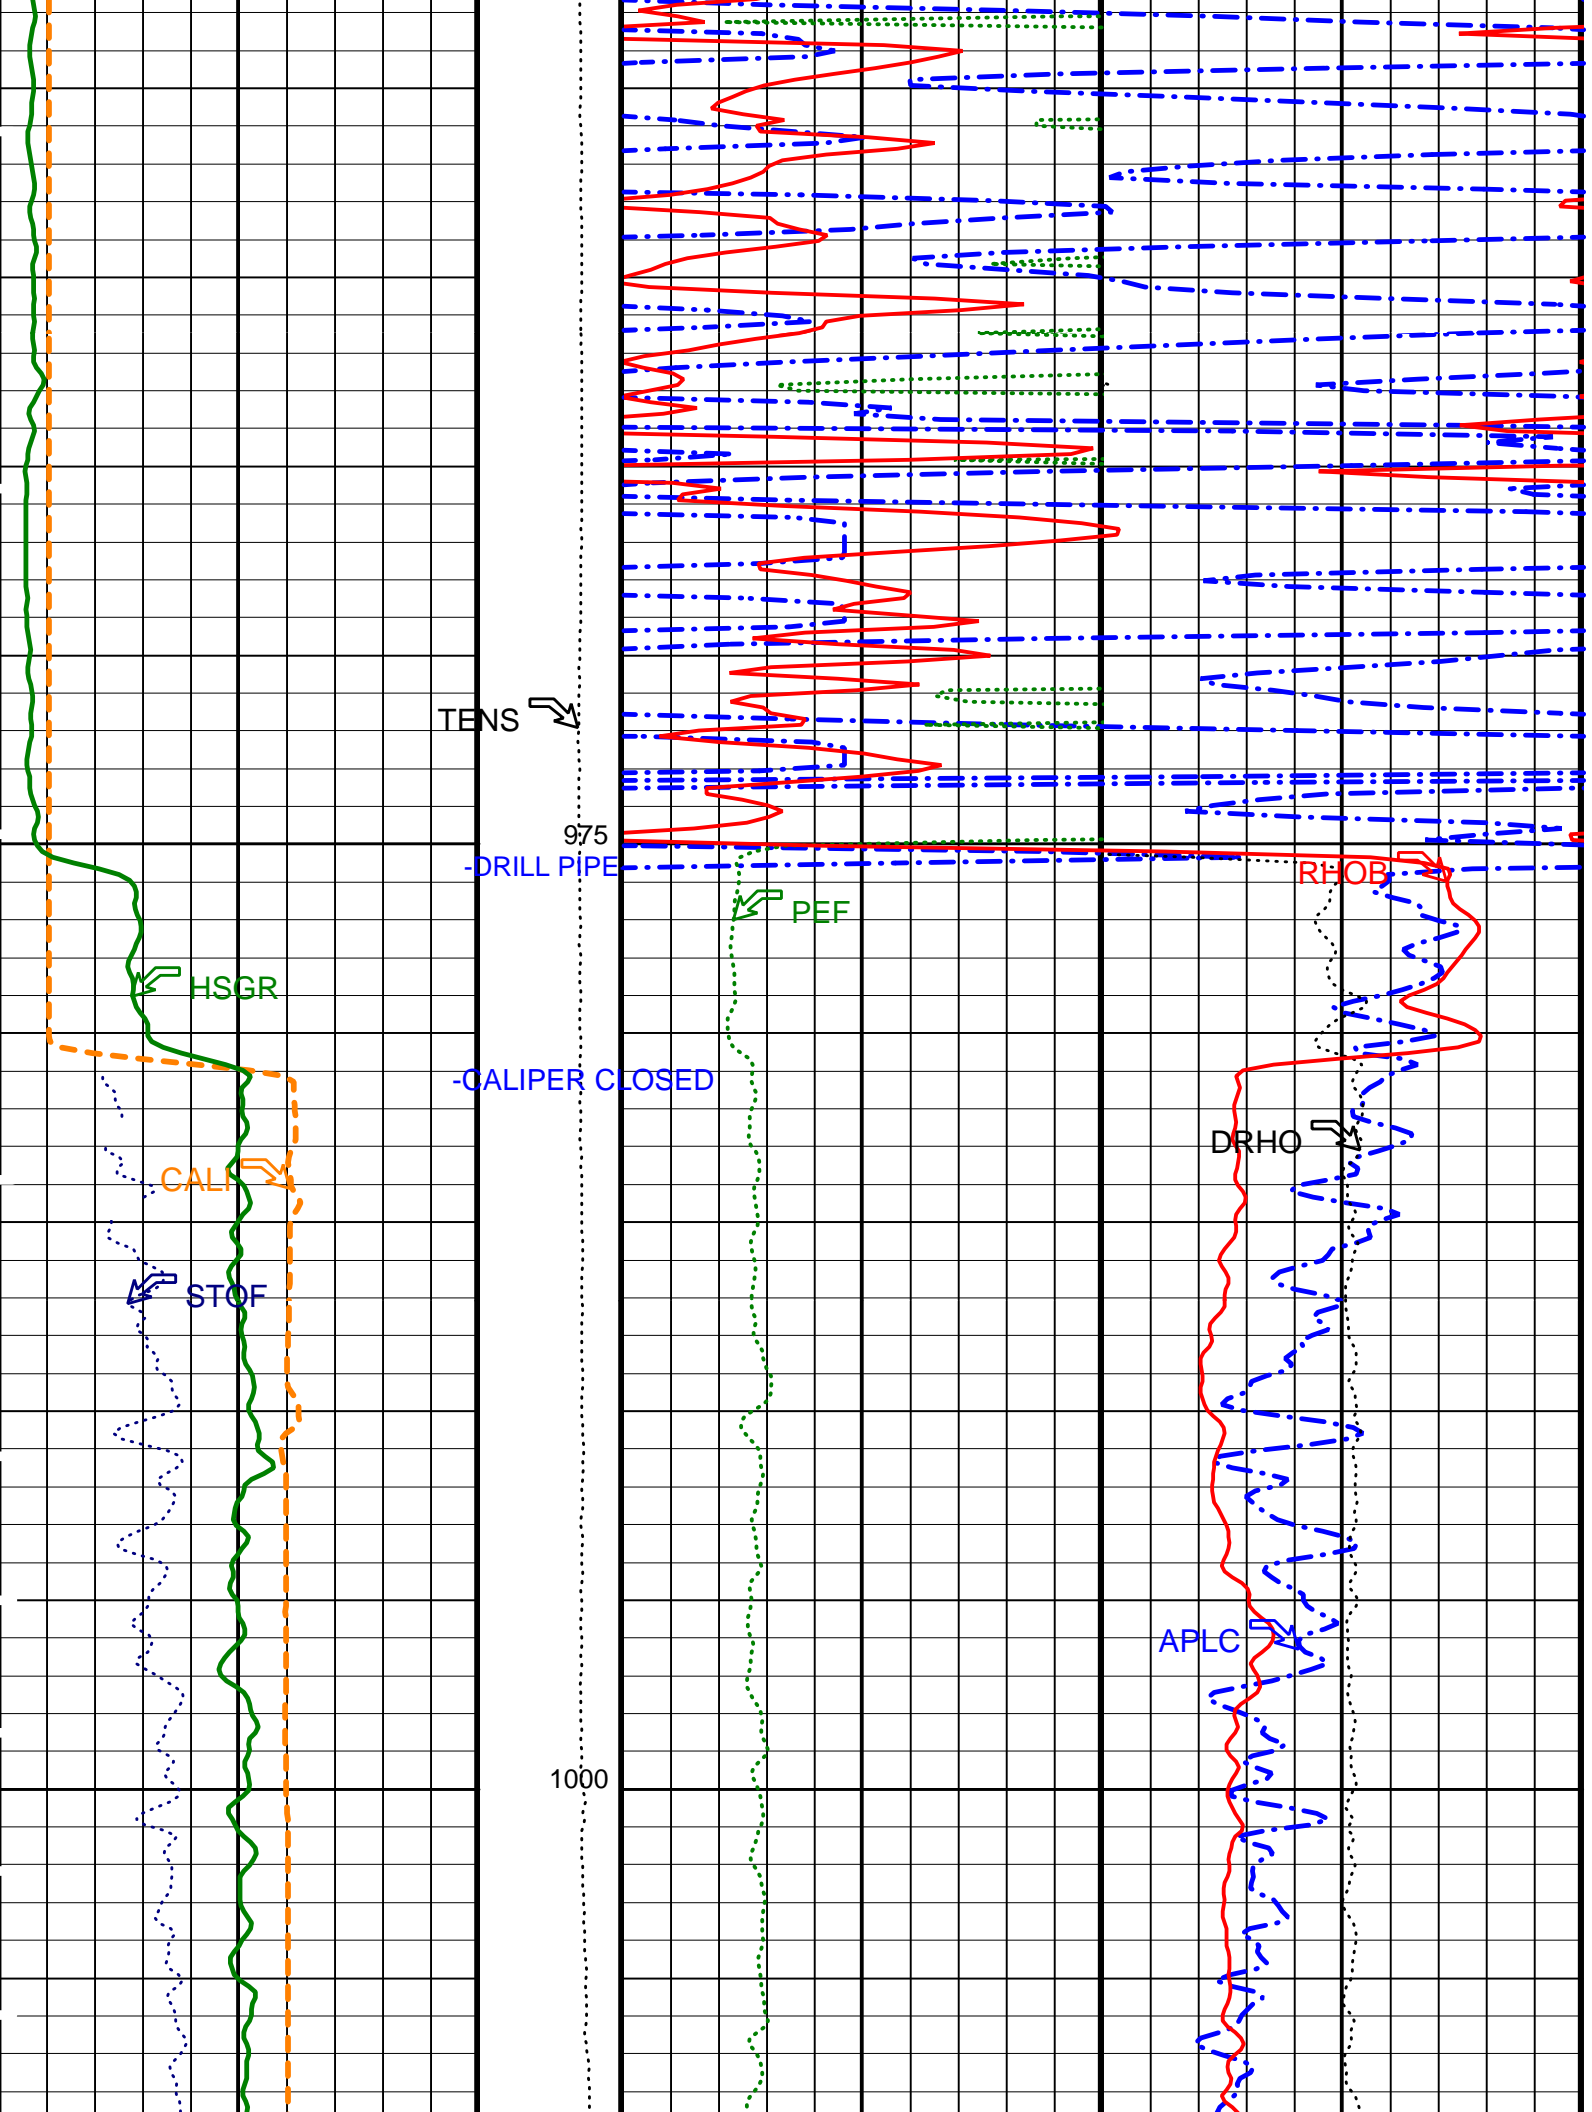 TENS
975
-DRILL PIPE
RHOB
PEF
HSGR
-CALIPER CLOSED
DRHO
CALI
STOF
APLC
1000